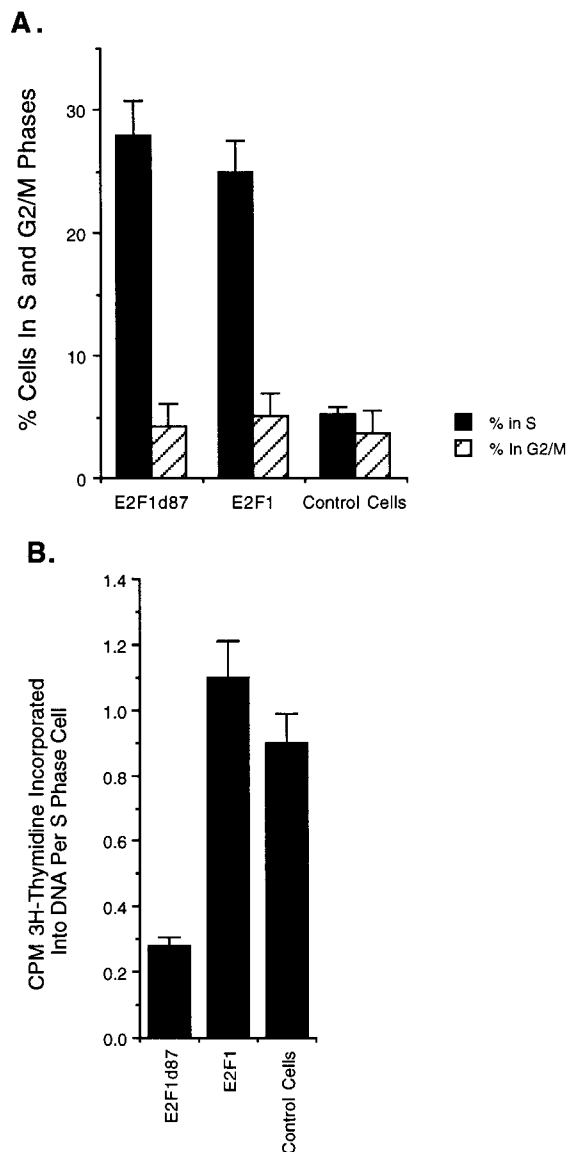 A.
% Cells In S and G2/M Phases
30
20
10
0
E2F1d87 E2F1 Control Cells
% in S
% In G2/M
B.
CPM 3H-Thymidine Incorporated
Into DNA Per S Phase Cell
1.4
1.2
1.0
0.8
0.6
0.4
0.2
0.0
E2F1d87
E2F1
Control Cells